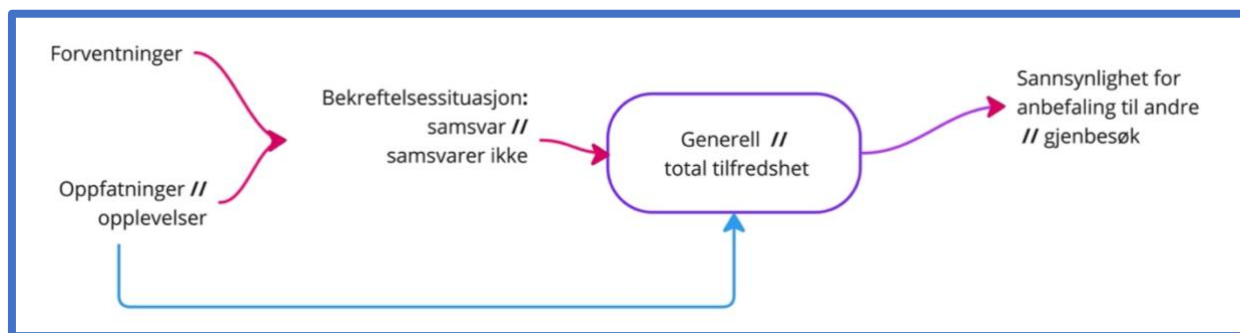 Forventninger
Oppfatninger //
opplevelser
Bekreftelsessituasjon:
samsvar //
samsvarer ikke
Generell //
total tilfredshet
Sannsynlighet for
anbefaling til andre
// gjenbesøk